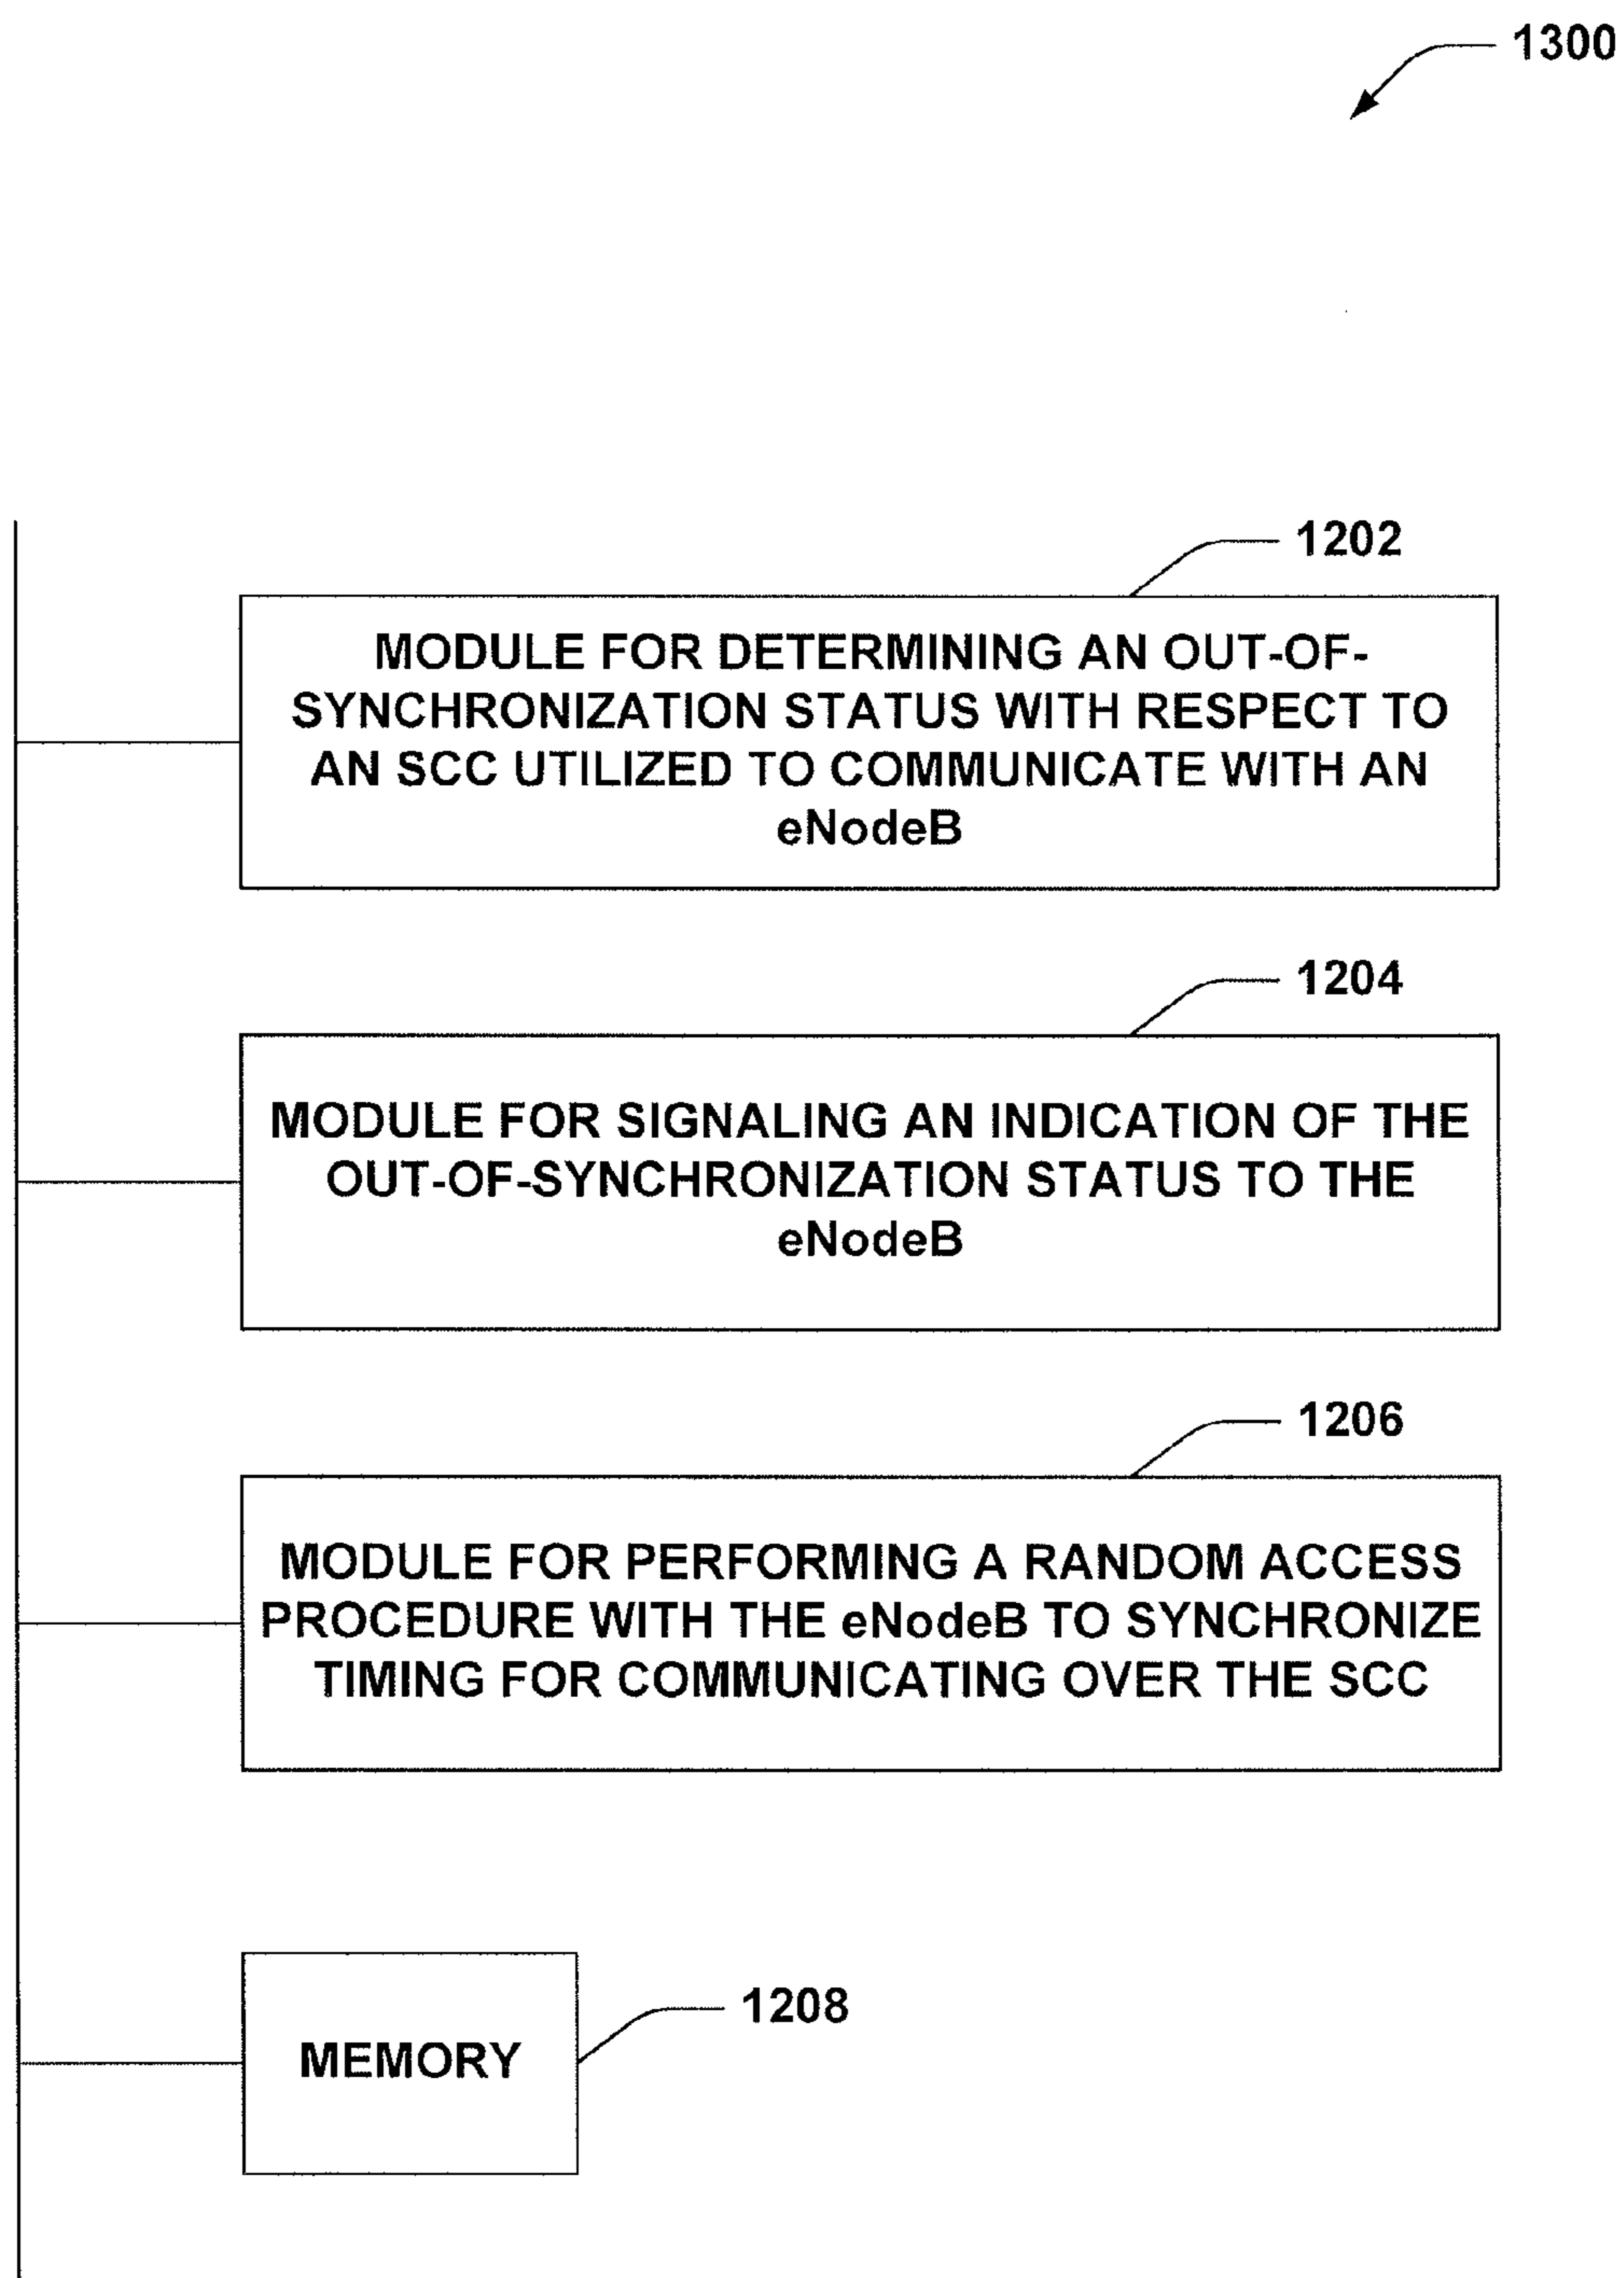 1300
1202
MODULE FOR DETERMINING AN OUT-OF-
SYNCHRONIZATION STATUS WITH RESPECT TO
AN SCC UTILIZED TO COMMUNICATE WITH AN
eNodeB
1204
MODULE FOR SIGNALING AN INDICATION OF THE
OUT-OF-SYNCHRONIZATION STATUS TO THE
eNodeB
1206
MODULE FOR PERFORMING A RANDOM ACCESS
PROCEDURE WITH THE eNodeB TO SYNCHRONIZE
TIMING FOR COMMUNICATING OVER THE SCC
1208
MEMORY